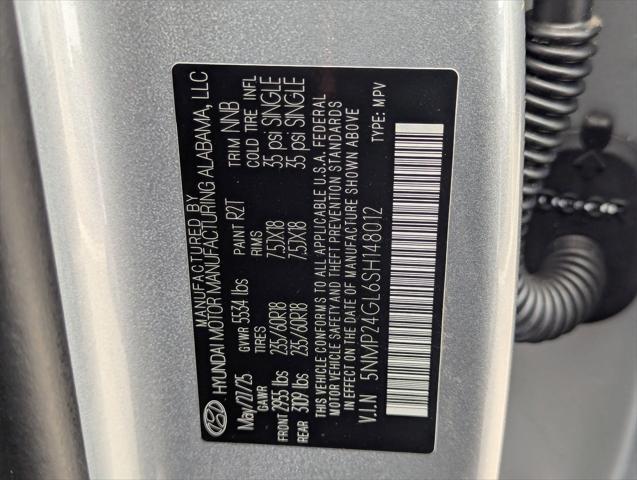 MANUFACTURED BY
HYUNDAI MOTOR MANUFACTURING ALABAMA, LLC
May/27/25 GVWR 5534 lbs PAINT R2T TRIM NNB
GAWR TIRES RIMS COLD TIRE INFL
FRONT 2955 lbs 235/60R18 7.5JX18 35 psi SINGLE
REAR 3109 lbs 235/60R18 7.5JX18 35 psi SINGLE
THIS VEHICLE CONFORMS TO ALL APPLICABLE U.S.A. FEDERAL
MOTOR VEHICLE SAFETY AND THEFT PREVENTION STANDARDS
IN EFFECT ON THE DATE OF MANUFACTURE SHOWN ABOVE
V.I.N 5NMP24GL6SH148012 TYPE: MPV